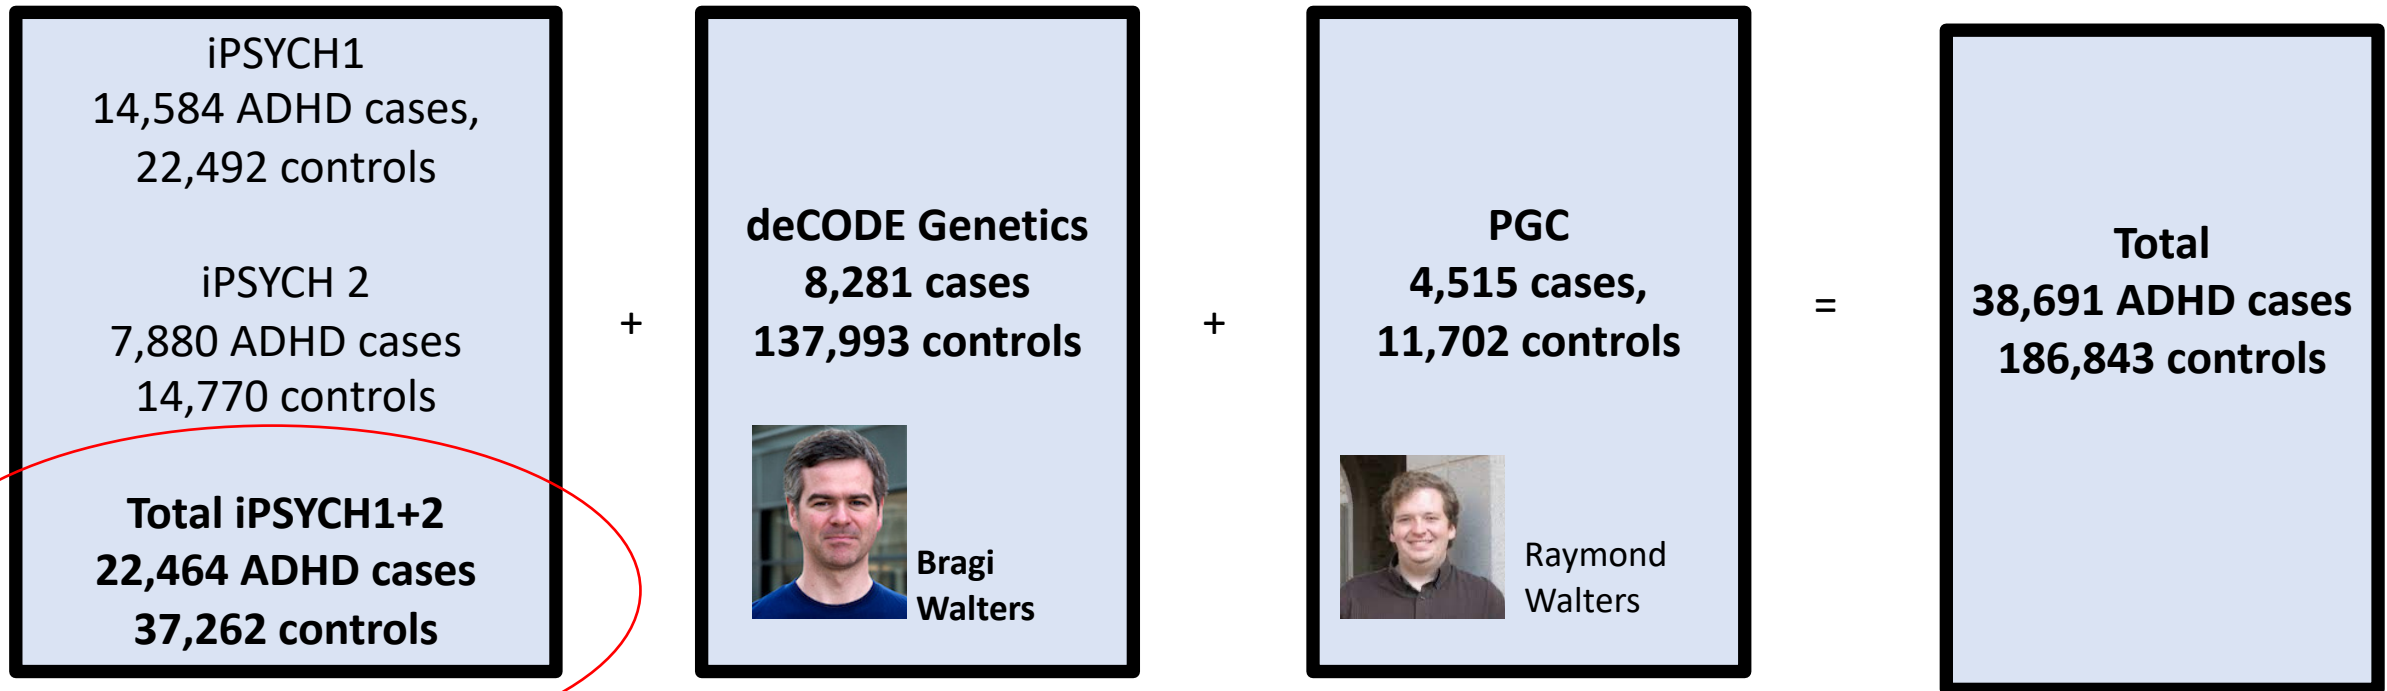 iPSYCH1
14,584 ADHD cases,
22,492 controls
iPSYCH 2
7,880 ADHD cases
14,770 controls
Total iPSYCH1+2
22,464 ADHD cases
37,262 controls
+
deCODE Genetics
8,281 cases
137,993 controls
Bragi
Walters
+
PGC
4,515 cases,
11,702 controls
Raymond
Walters
=
Total
38,691 ADHD cases
186,843 controls